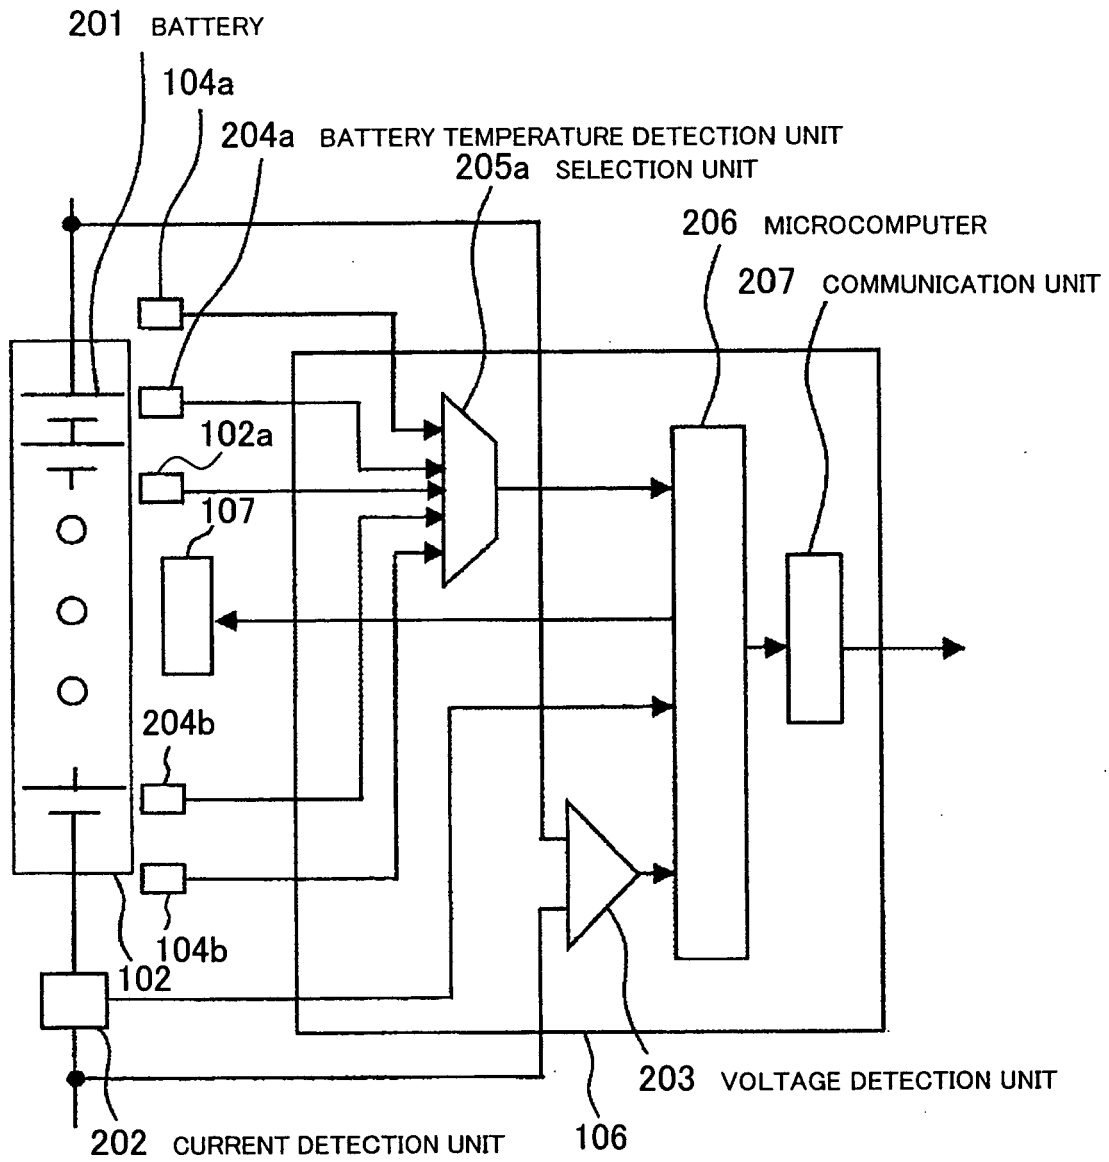 201 BATTERY
104a
204a BATTERY TEMPERATURE DETECTION UNIT
205a SELECTION UNIT
206 MICROCOMPUTER
207 COMMUNICATION UNIT
102a
107
204b
104b
102
203 VOLTAGE DETECTION UNIT
202 CURRENT DETECTION UNIT
106